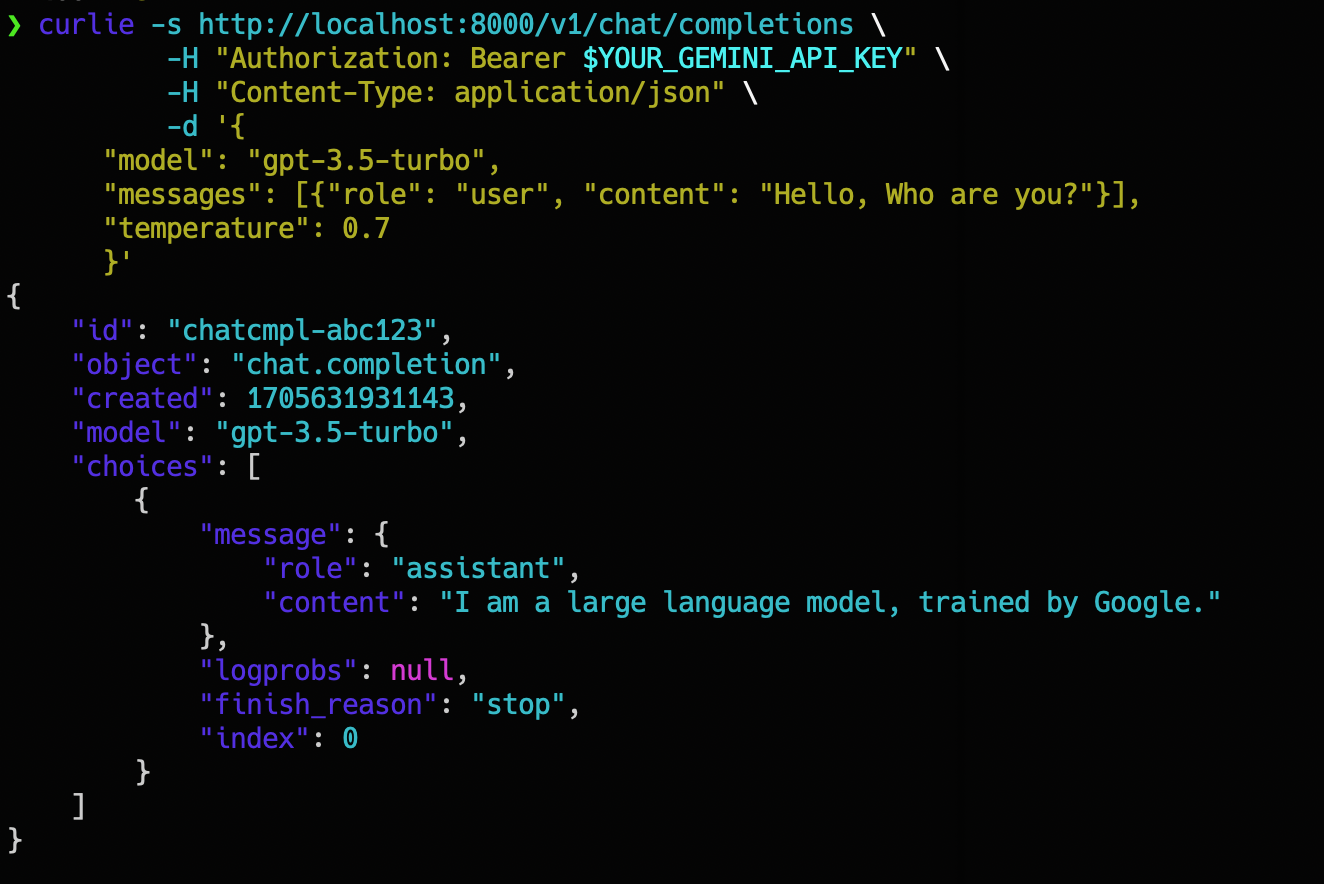 ❯ curlie -s http://localhost:8000/v1/chat/completions \
          -H "Authorization: Bearer $YOUR_GEMINI_API_KEY" \
          -H "Content-Type: application/json" \
          -d '{
      "model": "gpt-3.5-turbo",
      "messages": [{"role": "user", "content": "Hello, Who are you?"}],
      "temperature": 0.7
      }'
{
    "id": "chatcmpl-abc123",
    "object": "chat.completion",
    "created": 1705631931143,
    "model": "gpt-3.5-turbo",
    "choices": [
        {
            "message": {
                "role": "assistant",
                "content": "I am a large language model, trained by Google."
            },
            "logprobs": null,
            "finish_reason": "stop",
            "index": 0
        }
    ]
}